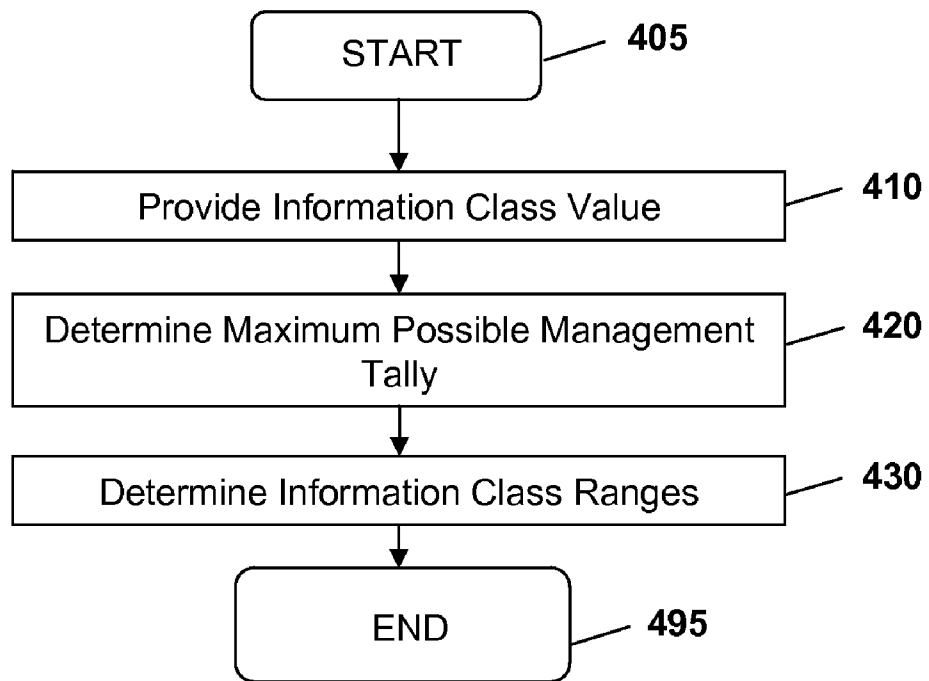 START
405
Provide Information Class Value
410
Determine Maximum Possible Management
Tally
420
Determine Information Class Ranges
430
END
495